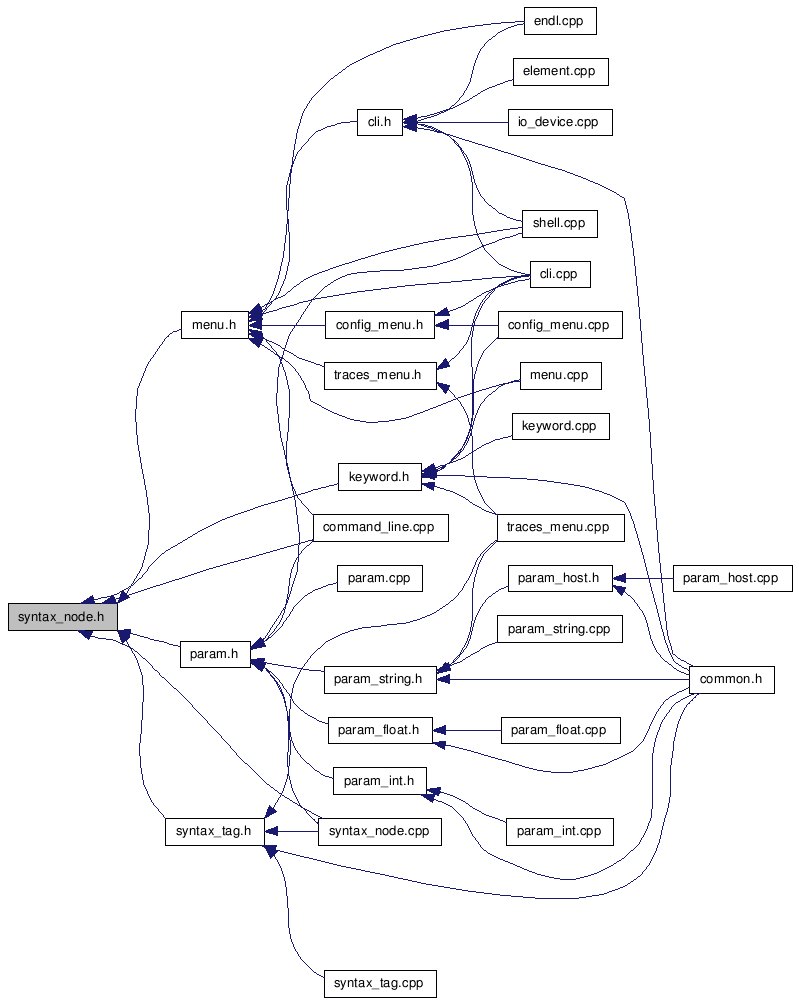 endl.cpp
element.cpp
cli.h
io_device.cpp
shell.cpp
cli.cpp
menu.h
config_menu.h
config_menu.cpp
traces_menu.h
menu.cpp
keyword.cpp
keyword.h
command_line.cpp
traces_menu.cpp
param.cpp
param_host.h
param_host.cpp
syntax_node.h
param_string.cpp
param.h
param_string.h
common.h
param_float.h
param_float.cpp
param_int.h
syntax_tag.h
syntax_node.cpp
param_int.cpp
syntax_tag.cpp